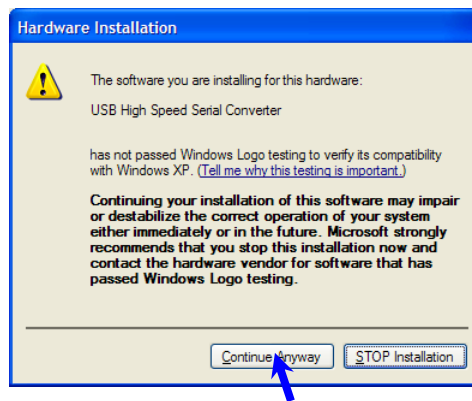 Hardware Installation
The software you are installing for this hardware:
USB High Speed Serial Converter
has not passed Windows Logo testing to verify its compatibility
with Windows XP. (Tell me why this testing is important.)
Continuing your installation of this software may impair
or destabilize the correct operation of your system
either immediately or in the future. Microsoft strongly
recommends that you stop this installation now and
contact the hardware vendor for software that has
passed Windows Logo testing.
Continue Anyway STOP Installation